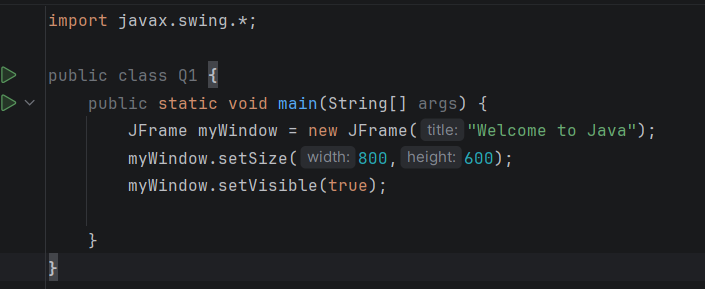 import javax.swing.*;
public class Q1 {
public static void main(String[] args) {
JFrame myWindow = new JFrame( title: "Welcome to Java");
myWindow.setSize( width: 800, height: 600);
myWindow.setVisible(true);
}
}